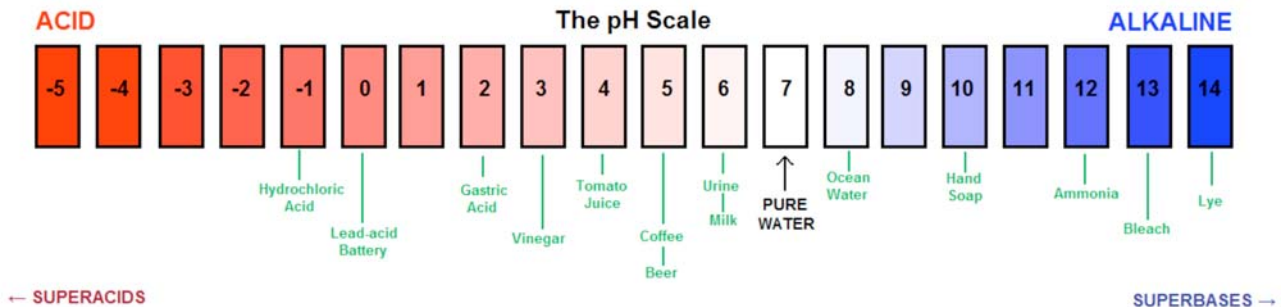 ACID The pH Scale ALKALINE
-5 -4 -3 -2 -1 0 1 2 3 4 5 6 7 8 9 10 11 12 13 14
Hydrochloric
Acid
Lead-acid
Battery
Gastric
Acid
Vinegar
Tomato
Juice
Coffee
Beer
Urine
Milk
PURE
WATER
Ocean
Water
Hand
Soap
Ammonia
Bleach
Lye
← SUPERACIDS SUPERBASES →